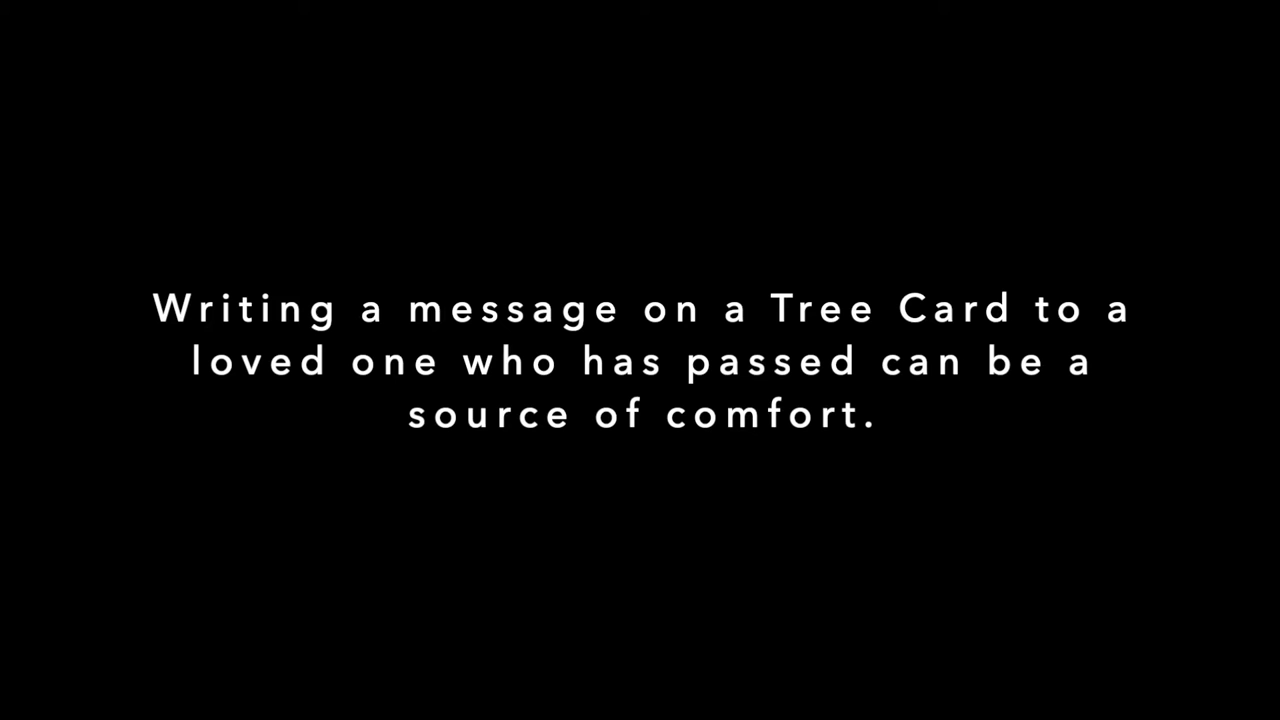 Writing a message on a Tree Card to a
loved one who has passed can be a
source of comfort.